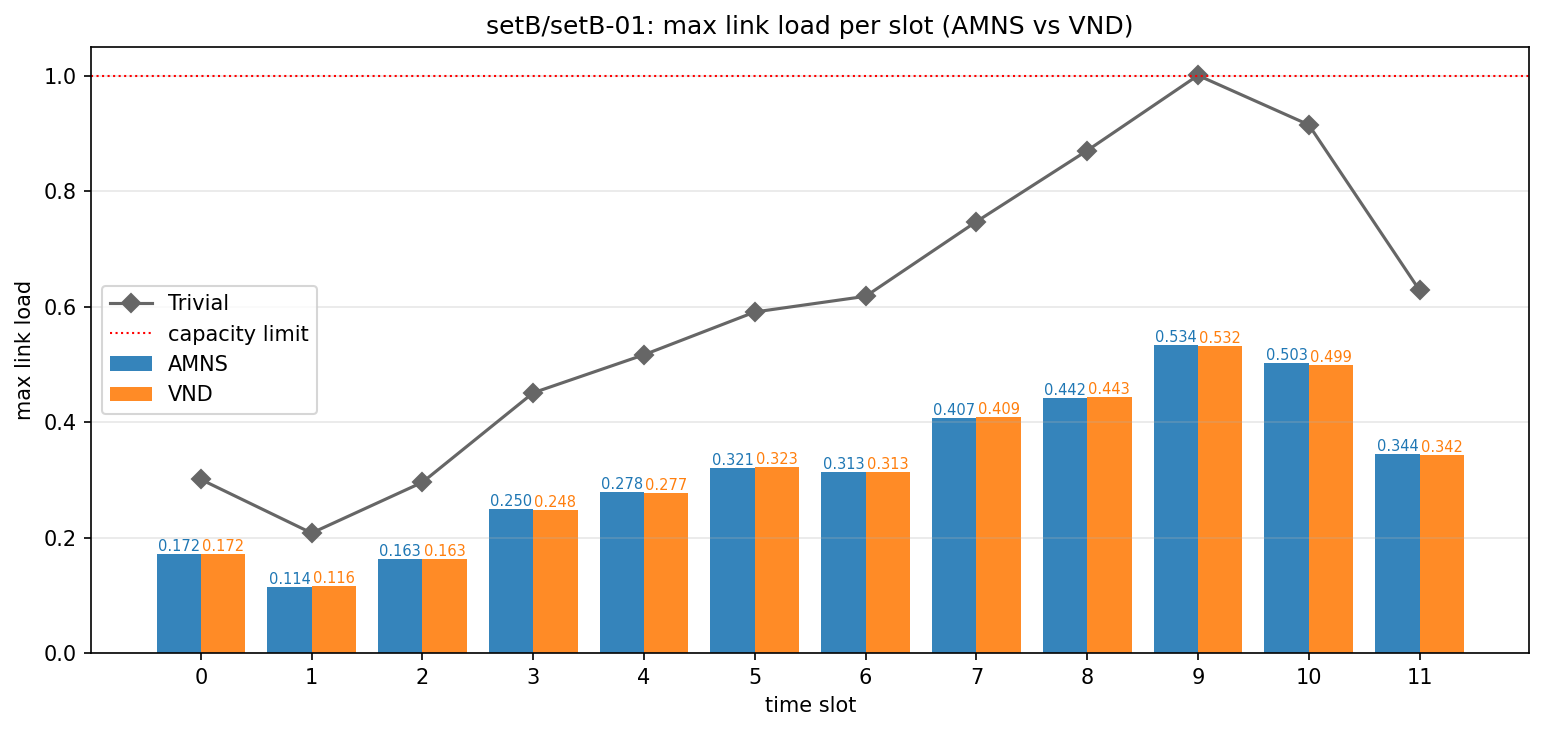 setB/setB-01: max link load per slot (AMNS vs VND)
max link load
1.0
0.8
0.6
0.4
0.2
0.0
Trivial
capacity limit
AMNS
VND
0.172 0.172
0.114 0.116
0.163 0.163
0.250 0.248
0.278 0.277
0.321 0.323
0.313 0.313
0.407 0.409
0.442 0.443
0.534 0.532
0.503 0.499
0.344 0.342
0 1 2 3 4 5 6 7 8 9 10 11
time slot